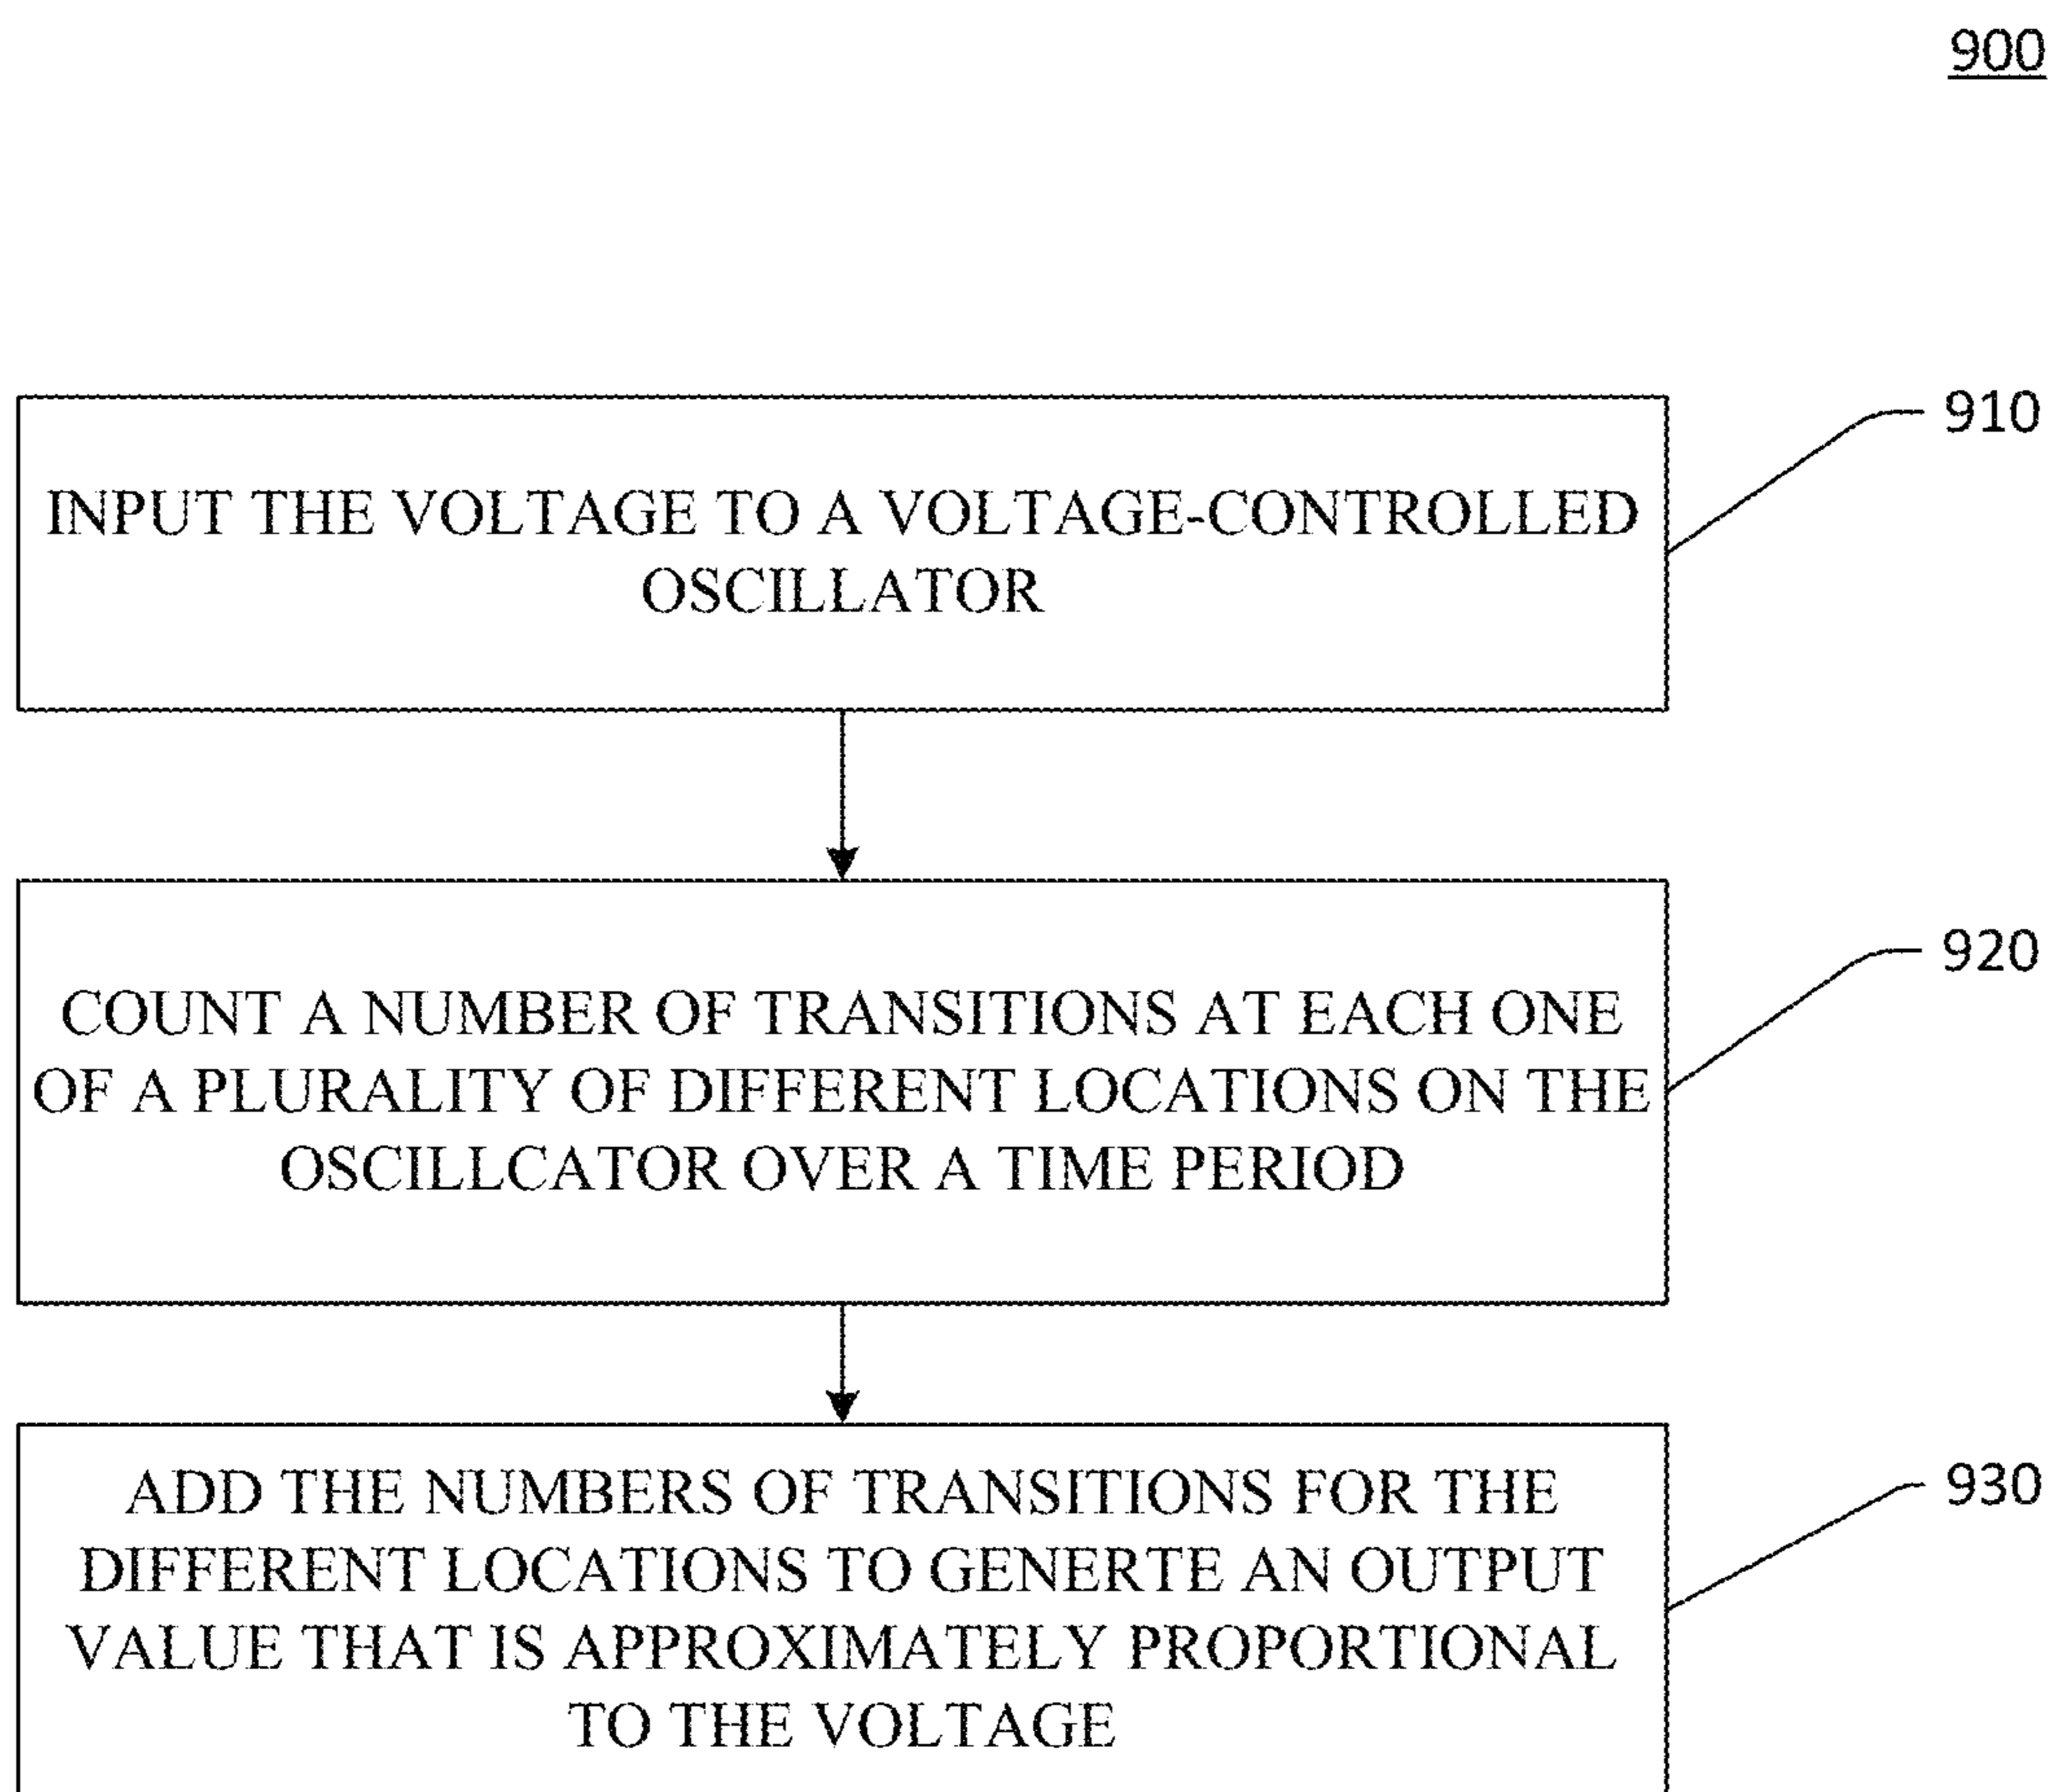 900
910
INPUT THE VOLTAGE TO A VOLTAGE-CONTROLLED
OSCILLATOR
920
COUNT A NUMBER OF TRANSITIONS AT EACH ONE
OF A PLURALITY OF DIFFERENT LOCATIONS ON THE
OSCILLCATOR OVER A TIME PERIOD
930
ADD THE NUMBERS OF TRANSITIONS FOR THE
DIFFERENT LOCATIONS TO GENERTE AN OUTPUT
VALUE THAT IS APPROXIMATELY PROPORTIONAL
TO THE VOLTAGE